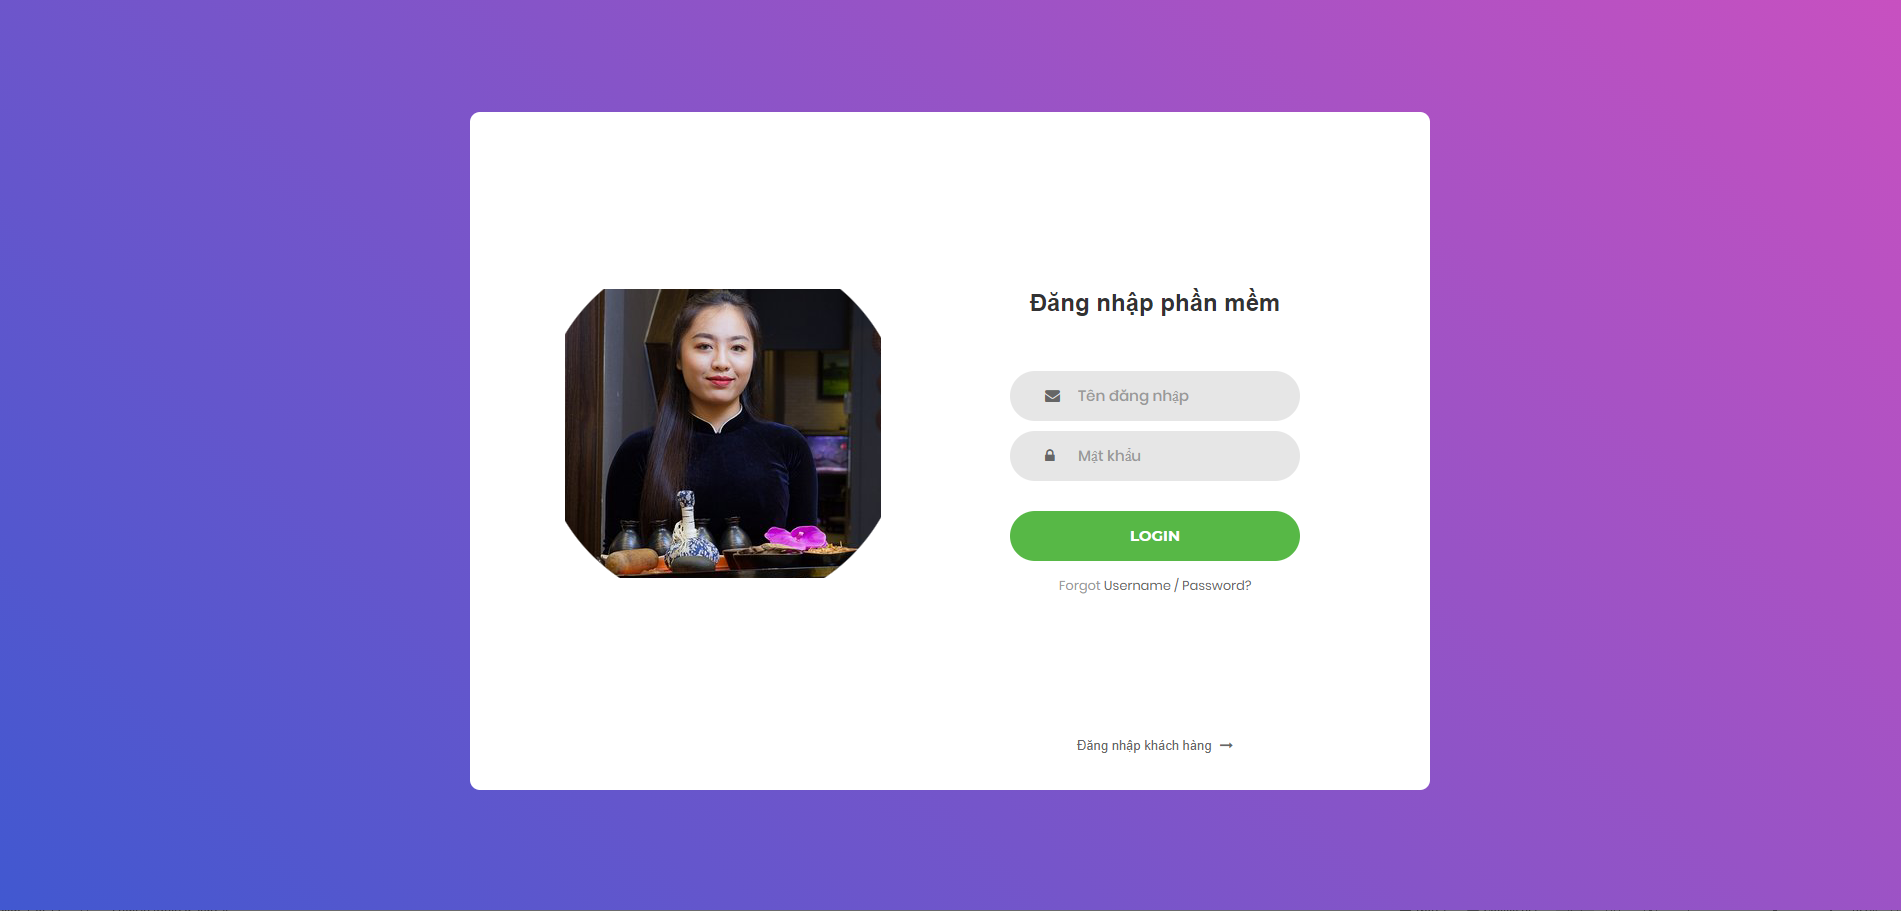 Đăng nhập phần mềm
Tên đăng nhập
Mật khẩu
LOGIN
Forgot Username / Password?
Đăng nhập khách hàng